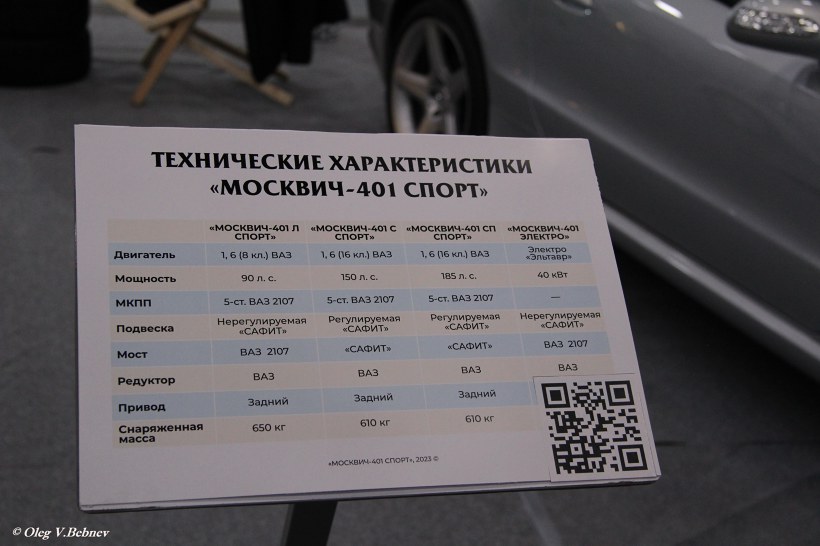 ТЕХНИЧЕСКИЕ ХАРАКТЕРИСТИКИ
«МОСКВИЧ-401 СПОРТ»
«МОСКВИЧ-401 Л СПОРТ» «МОСКВИЧ-401 С СПОРТ» «МОСКВИЧ-401 СП СПОРТ» «МОСКВИЧ-401 ЭЛЕКТРО»
Двигатель 1, 6 (8 кл.) ВАЗ 1, 6 (16 кл.) ВАЗ 1, 6 (16 кл.) ВАЗ Электро «Эльтавр»
Мощность 90 л. с. 150 л. с. 185 л. с. 40 кВт
МКПП 5-ст. ВАЗ 2107 5-ст. ВАЗ 2107 5-ст. ВАЗ 2107 —
Подвеска Нерегулируемая «САФИТ» Регулируемая «САФИТ» Регулируемая «САФИТ» Нерегулируемая «САФИТ»
Мост ВАЗ 2107 «САФИТ» «САФИТ» ВАЗ 2107
Редуктор ВАЗ ВАЗ ВАЗ ВАЗ
Привод Задний Задний Задний
Снаряженная масса 650 кг 610 кг 610 кг
«МОСКВИЧ-401 СПОРТ», 2023 ©
© Oleg V.Bebnev